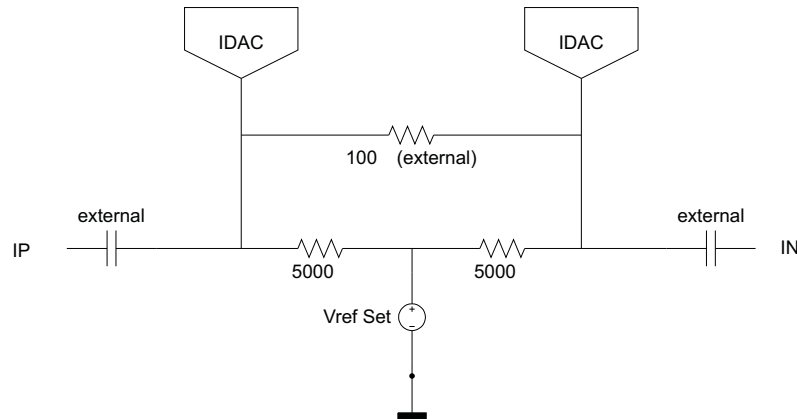 IDAC
IDAC
100 (external)
external
external
IP
IN
5000
5000
Vref Set
+
−